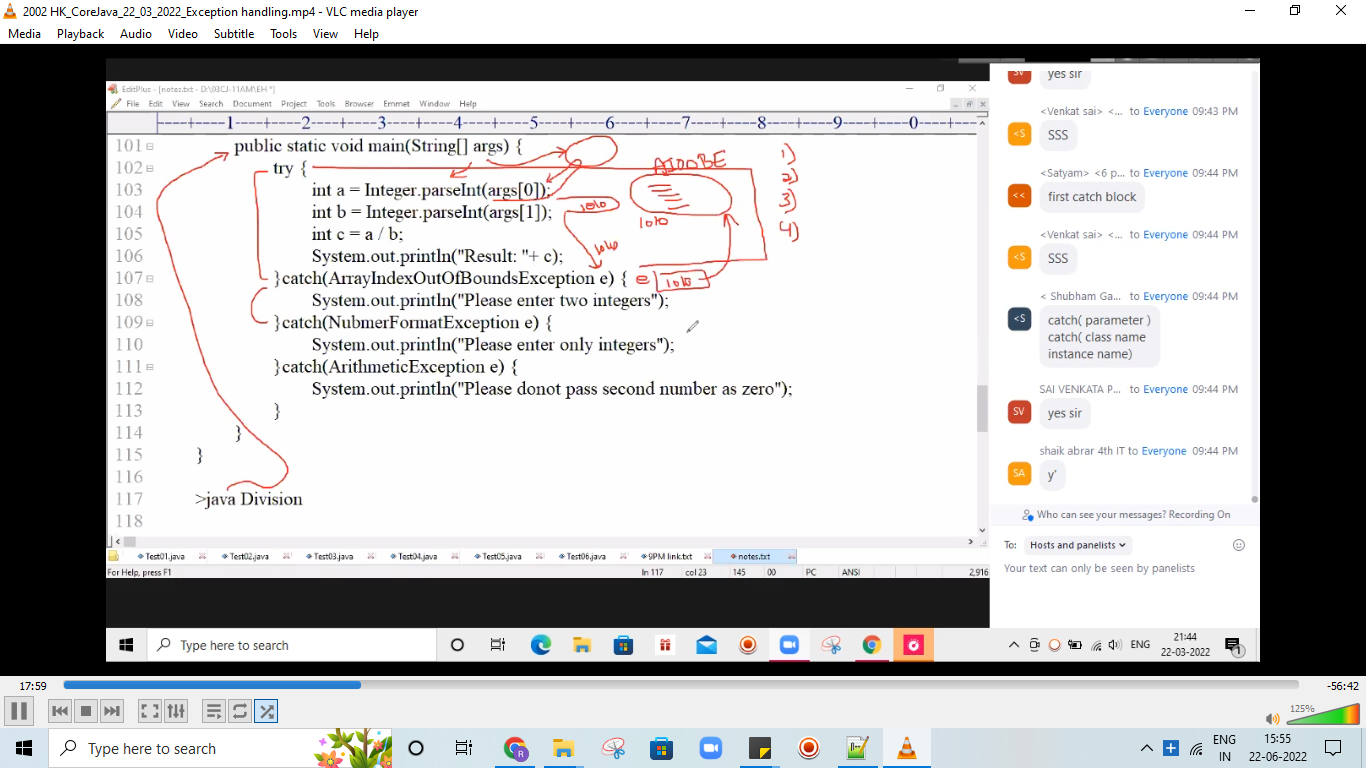 2002 HK_CoreJava_22_03_2022_Exception handling.mp4 - VLC media player
Media Playback Audio Video Subtitle Tools View Help
EditPlus - [notes.txt - D:\03CJ-11AM\EH *]
File Edit View Search Document Project Tools Browser Emmet Window Help
----+----1----+----2----+----3----+----4----+----5----+----6----+----7----+----8----+----9----+----0----+--
101 public static void main(String[] args) {
102 try {
103 int a = Integer.parseInt(args[0]);
104 int b = Integer.parseInt(args[1]);
105 int c = a / b;
106 System.out.println("Result: "+ c);
107 }catch(ArrayIndexOutOfBoundsException e) {
108 System.out.println("Please enter two integers");
109 }catch(NubmerFormatException e) {
110 System.out.println("Please enter only integers");
111 }catch(ArithmeticException e) {
112 System.out.println("Please donot pass second number as zero");
113 }
114 }
115 }
116
117 >java Division
118
AIOOBE
1010
1010
1010
e 1010
1)
2)
3)
4)
Test01.java Test02.java Test03.java Test04.java Test05.java Test06.java 9PM link.txt notes.txt
For Help, press F1 ln 117 col 23 145 00 PC ANSI 2,916
SV yes sir
<Venkat sai> <... to Everyone 09:43 PM
<S SSS
<Satyam> <6 p... to Everyone 09:44 PM
<< first catch block
<Venkat sai> <... to Everyone 09:44 PM
<S SSS
< Shubham Ga... to Everyone 09:44 PM
<S catch( parameter )
catch( class name
instance name)
SAI VENKATA P... to Everyone 09:44 PM
SV yes sir
shaik abrar 4th IT to Everyone 09:44 PM
SA y'
Who can see your messages? Recording On
To: Hosts and panelists
Your text can only be seen by panelists
Type here to search
ENG
21:44
22-03-2022
1
17:59
-56:42
125%
Type here to search
ENG
IN
15:55
22-06-2022